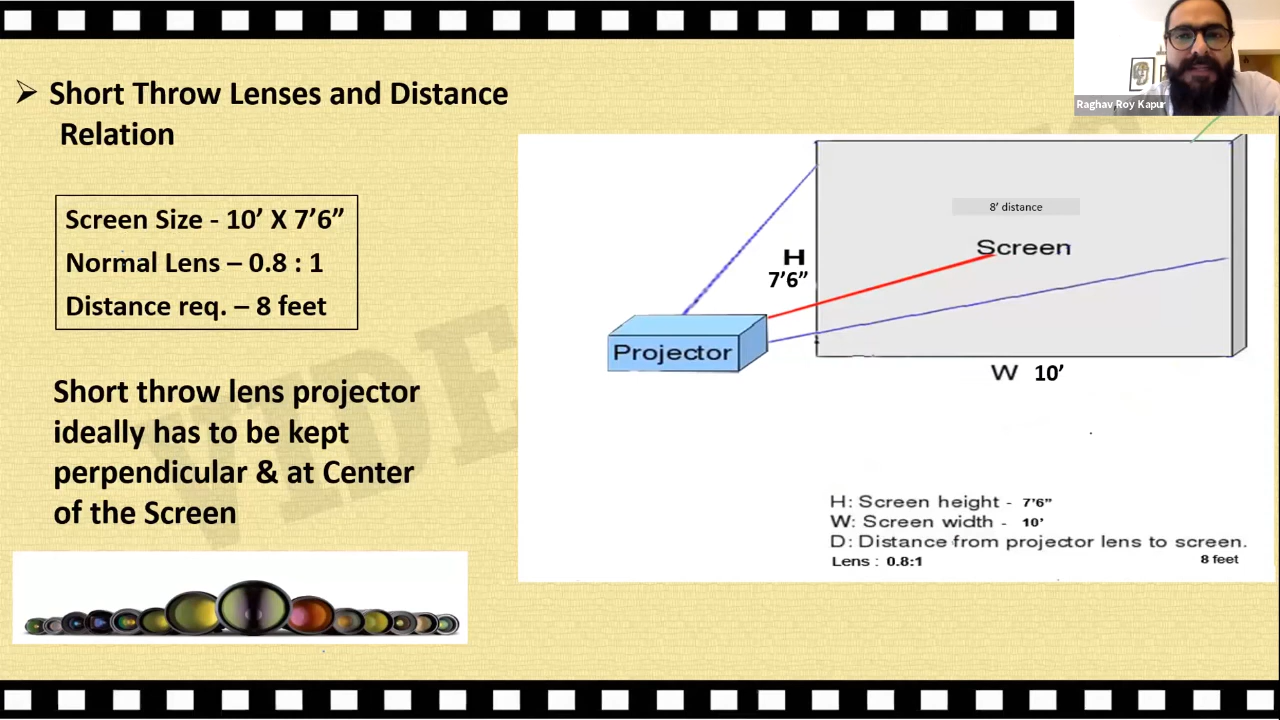 Short Throw Lenses and Distance
Relation
Screen Size - 10’ X 7’6”
Normal Lens – 0.8 : 1
Distance req. – 8 feet
Short throw lens projector
ideally has to be kept
perpendicular & at Center
of the Screen
Raghav Roy Kapur
8’ distance
Screen
H
7’6”
Projector
W 10’
H: Screen height - 7’6”
W: Screen width - 10’
D: Distance from projector lens to screen.
Lens : 0.8:1 8 feet